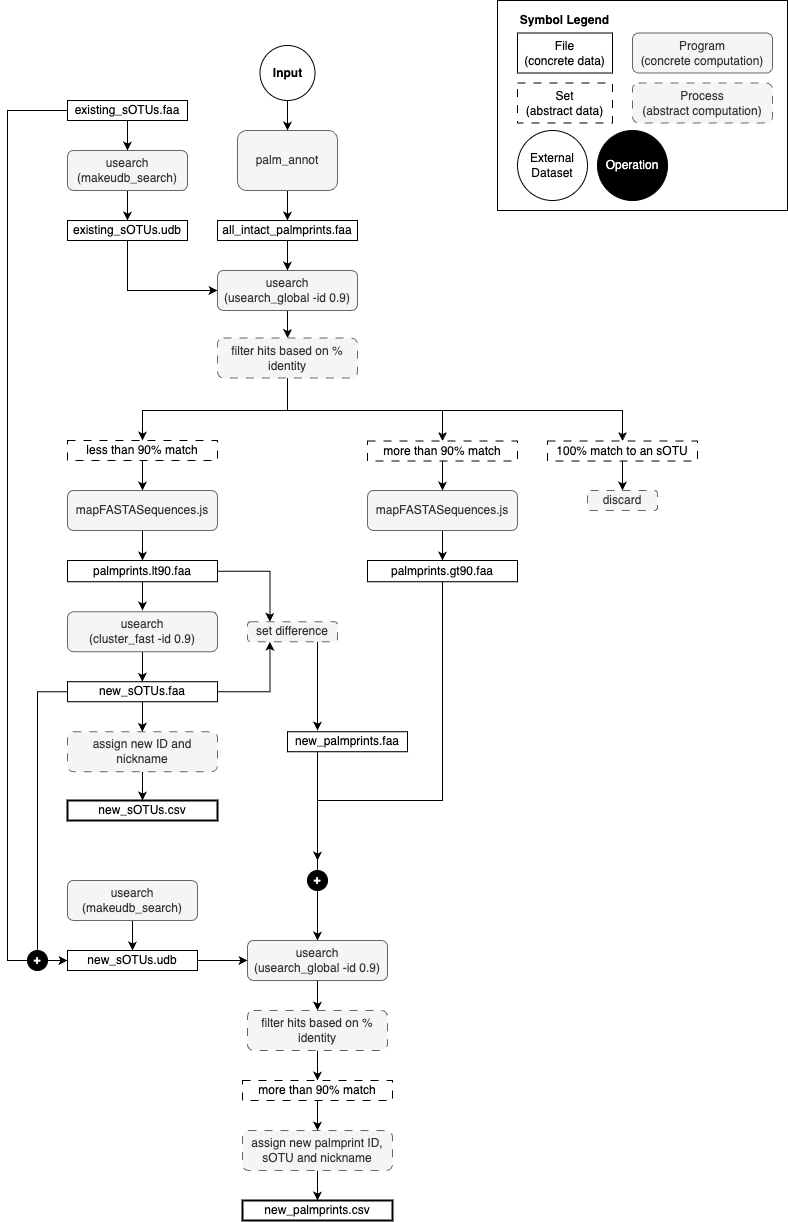 Symbol Legend
File
(concrete data)
Program
(concrete computation)
Set
(abstract data)
Process
(abstract computation)
External
Dataset
Operation
Input
existing_sOTUs.faa
usearch
(makeudb_search)
palm_annot
existing_sOTUs.udb
all_intact_palmprints.faa
usearch
(usearch_global -id 0.9)
filter hits based on %
identity
less than 90% match
more than 90% match
100% match to an sOTU
mapFASTASequences.js
mapFASTASequences.js
discard
palmprints.lt90.faa
palmprints.gt90.faa
usearch
(cluster_fast -id 0.9)
set difference
new_sOTUs.faa
assign new ID and
nickname
new_palmprints.faa
new_sOTUs.csv
+
usearch
(makeudb_search)
+
new_sOTUs.udb
usearch
(usearch_global -id 0.9)
filter hits based on %
identity
more than 90% match
assign new palmprint ID,
sOTU and nickname
new_palmprints.csv